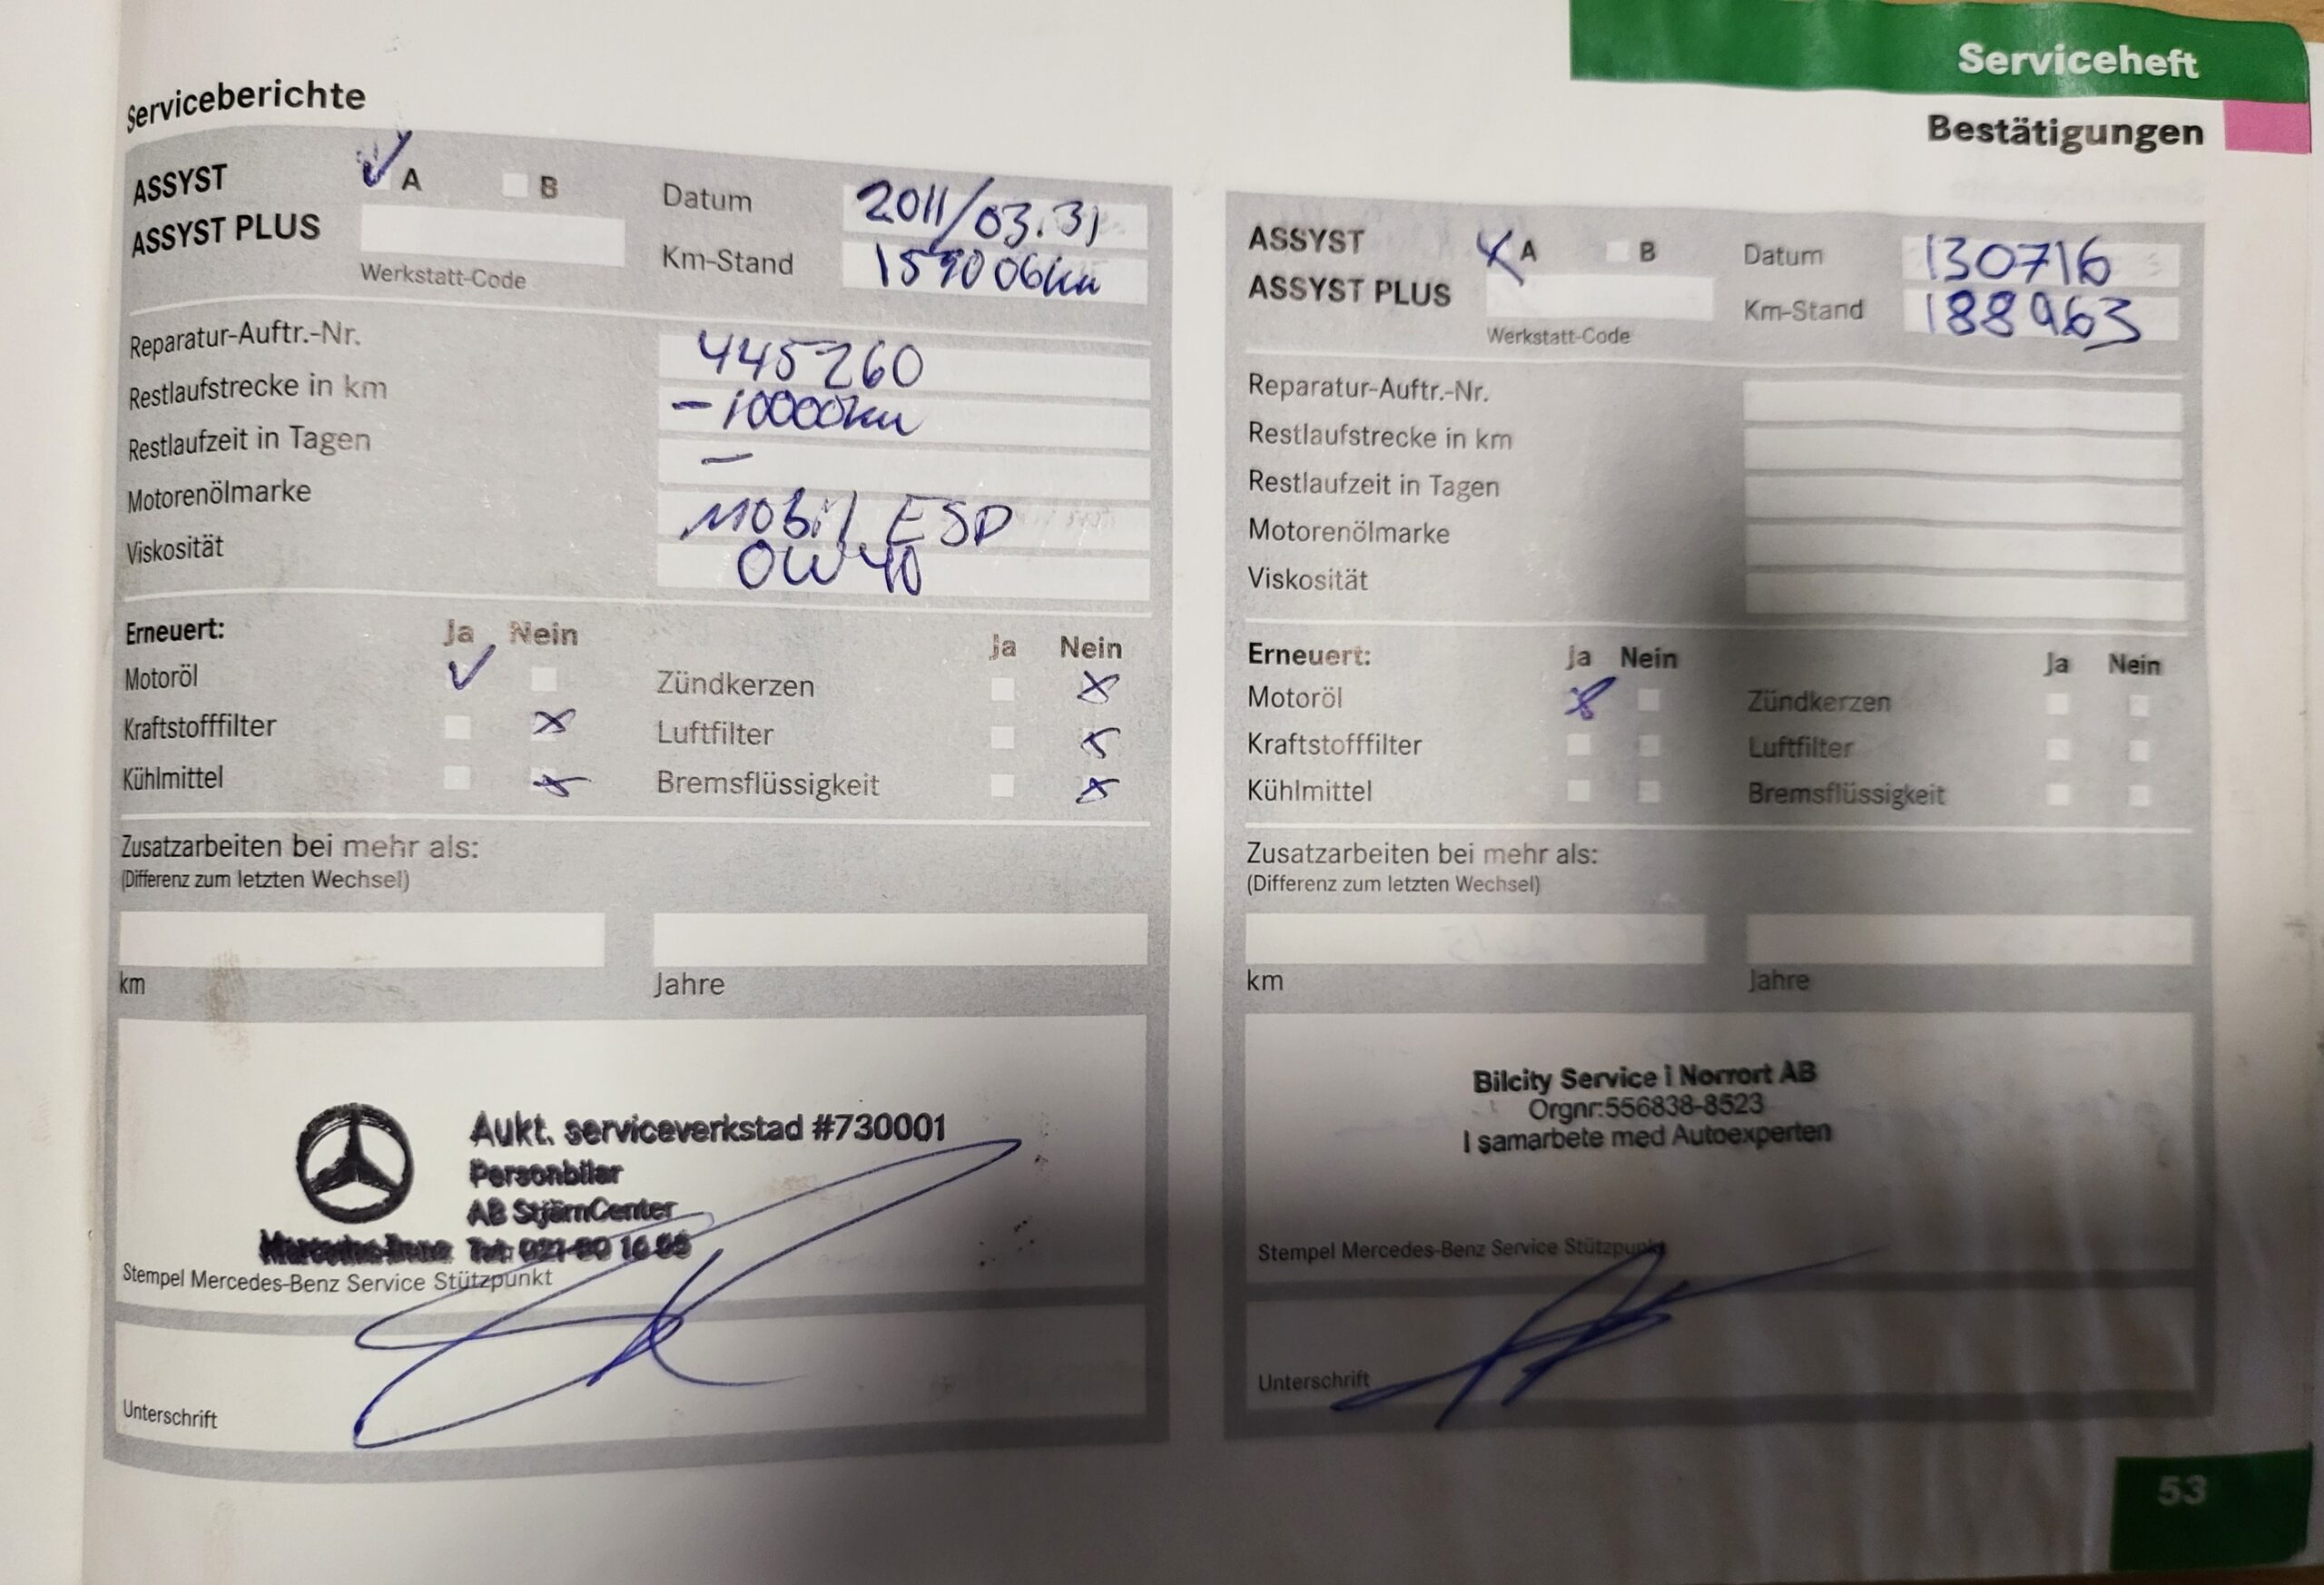 Serviceheft
Bestätigungen
Serviceberichte
ASSYST
A B
ASSYST PLUS
Werkstatt-Code
Datum 2011/03.31
Km-Stand 159006km
Reparatur-Auftr.-Nr. 445260
Restlaufstrecke in km -10000km
Restlaufzeit in Tagen -
Motorenölmarke Mobil ESP
Viskosität 0W40
Erneuert: Ja Nein Ja Nein
Motoröl Zündkerzen
Kraftstofffilter Luftfilter
Kühlmittel Bremsflüssigkeit
Zusatzarbeiten bei mehr als:
(Differenz zum letzten Wechsel)
km Jahre
Aukt. serviceverkstad #730001
Personbilar
AB StjärnCenter
Stempel Mercedes-Benz Service Stützpunkt
Unterschrift
ASSYST
A B
ASSYST PLUS
Werkstatt-Code
Datum 130716
Km-Stand 188963
Reparatur-Auftr.-Nr.
Restlaufstrecke in km
Restlaufzeit in Tagen
Motorenölmarke
Viskosität
Erneuert: Ja Nein Ja Nein
Motoröl Zündkerzen
Kraftstofffilter Luftfilter
Kühlmittel Bremsflüssigkeit
Zusatzarbeiten bei mehr als:
(Differenz zum letzten Wechsel)
km Jahre
Bilcity Service i Norrort AB
Orgnr:556838-8523
I samarbete med Autoexperten
Stempel Mercedes-Benz Service Stützpunkt
Unterschrift
53